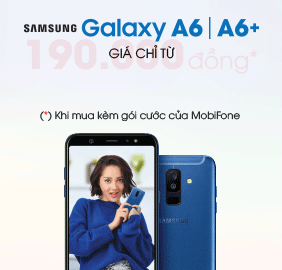 SAMSUNG Galaxy A6 | A6+
GIÁ CHỈ TỪ
190.000 đồng*
(*) Khi mua kèm gói cước của MobiFone
SAMSUNG